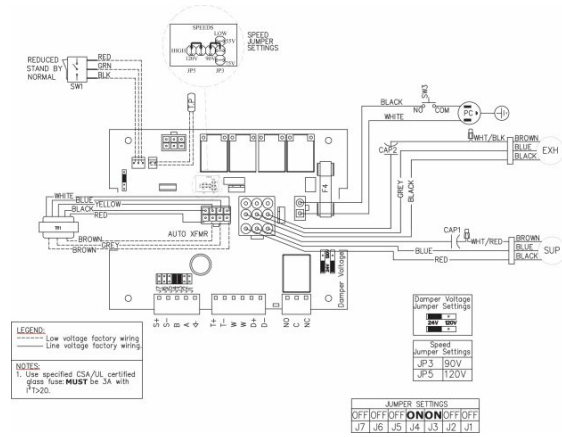 SPEEDS
LOW
55V
HIGH
120V 90V
75V
JP5 JP3
SPEED
JUMPER
SETTINGS
REDUCED
STAND BY
NORMAL
RED
GRN
BLK
SW1
T.P.
BLACK
WHITE
SW3
NO COM
PC
CAP2
WHT/BLK
BROWN
BLUE
BLACK
EXH
GREY
BLACK
F4
WHITE
BLUE
YELLOW
BLACK
RED
TR1
BROWN
GREY
BROWN
AUTO XFMR
CAP1
WHT/RED
BLUE
RED
BROWN
BLUE
BLACK
SUP
Damper Voltage
S+
S-
B
A
T+
T-
W
W
D+
D-
NO
C
NC
LEGEND:
Low voltage factory wiring
Line voltage factory wiring.
NOTES:
1. Use specified CSA/UL certified
glass fuse: MUST be 3A with
I²T>20.
Damper Voltage
Jumper Settings
24V 120V
Speed
Jumper Settings
JP3 90V
JP5 120V
JUMPER SETTINGS
OFF OFF OFF ON ON OFF OFF
J7 J6 J5 J4 J3 J2 J1